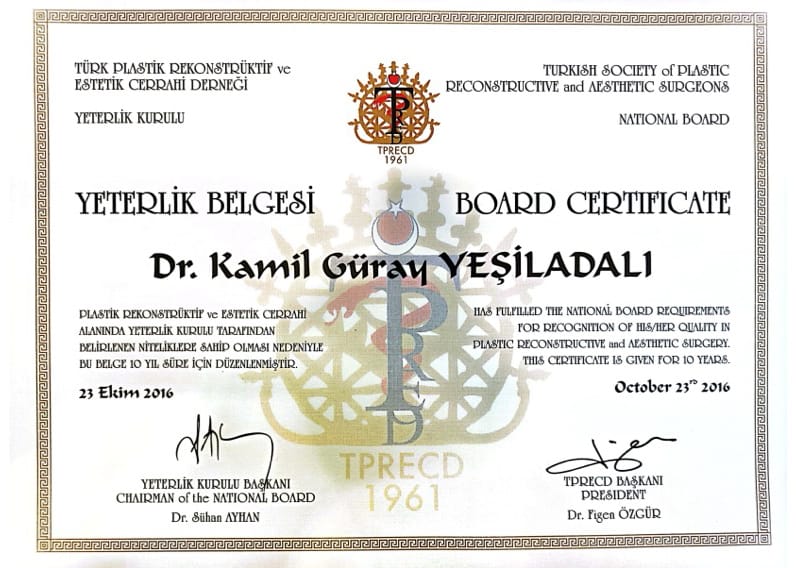 TÜRK PLASTİK REKONSTRÜKTİF ve
ESTETİK CERRAHİ DERNEĞİ
YETERLİK KURULU
TPRECD
1961
TURKISH SOCIETY of PLASTIC
RECONSTRUCTIVE and AESTHETIC SURGEONS
NATIONAL BOARD
YETERLİK BELGESİ
BOARD CERTIFICATE
Dr. Kamil Güray YEŞİLADALI
PLASTİK REKONSTRÜKTİF ve ESTETİK CERRAHİ
ALANINDA YETERLİK KURULU TARAFINDAN
BELİRLENEN NİTELİKLERE SAHİP OLMASI NEDENİYLE
BU BELGE 10 YIL SÜRE İÇİN DÜZENLENMİŞTİR.
23 Ekim 2016
HAS FULFILLED THE NATIONAL BOARD REQUIREMENTS
FOR RECOGNITION OF HIS/HER QUALITY IN
PLASTIC RECONSTRUCTIVE and AESTHETIC SURGERY.
THIS CERTIFICATE IS GIVEN FOR 10 YEARS.
October 23rd 2016
TPRECD
1961
YETERLİK KURULU BAŞKANI
CHAIRMAN of the NATIONAL BOARD
Dr. Sühan AYHAN
TPRECD BAŞKANI
PRESIDENT
Dr. Figen ÖZGÜR